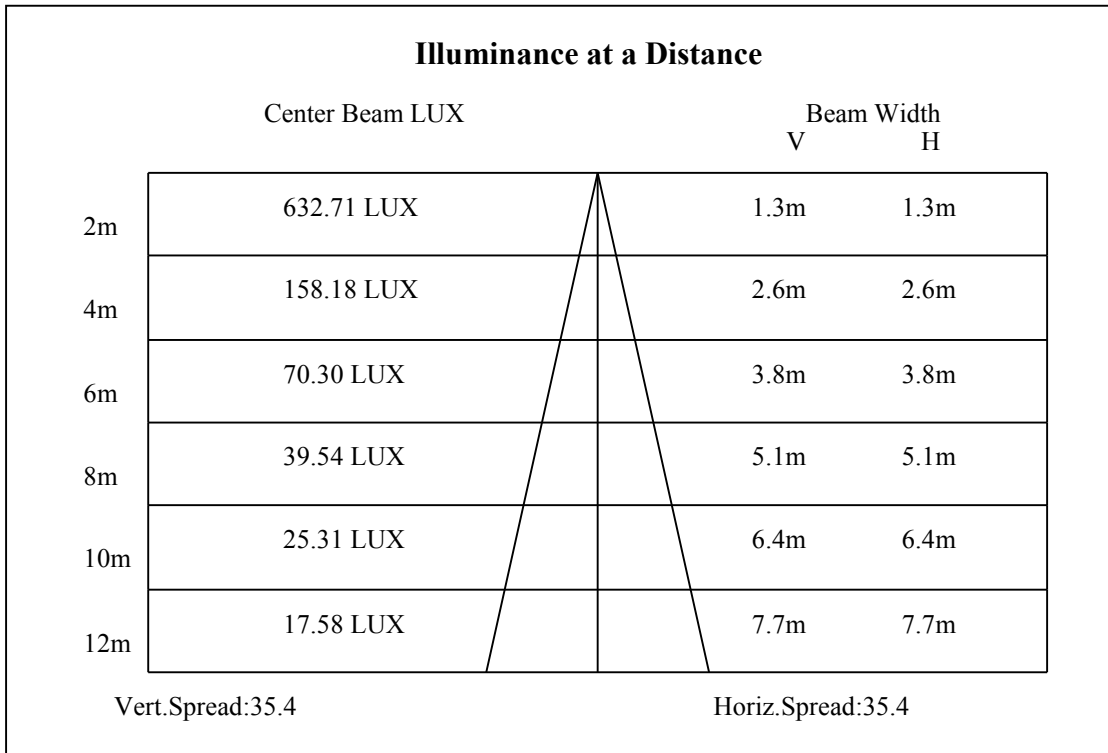 Illuminance at a Distance
Center Beam LUX Beam Width
V H
2m 632.71 LUX 1.3m 1.3m
4m 158.18 LUX 2.6m 2.6m
6m 70.30 LUX 3.8m 3.8m
8m 39.54 LUX 5.1m 5.1m
10m 25.31 LUX 6.4m 6.4m
12m 17.58 LUX 7.7m 7.7m
Vert.Spread:35.4 Horiz.Spread:35.4